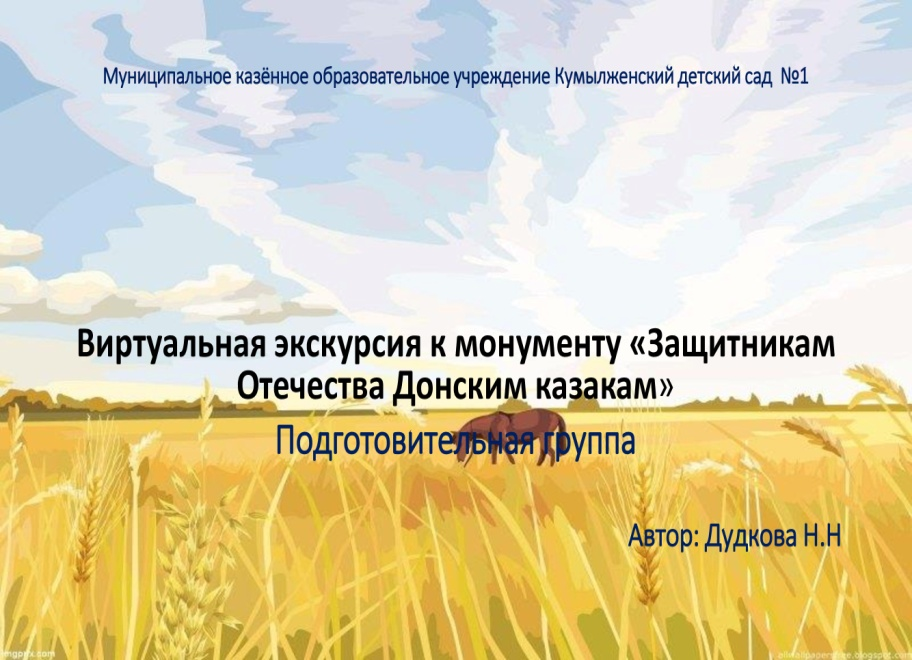 Муниципальное казённое образовательное учреждение Кумылженский детский сад №1
Виртуальная экскурсия к монументу «Защитникам
Отечества Донским казакам»
Подготовительная группа
Автор: Дудкова Н.Н